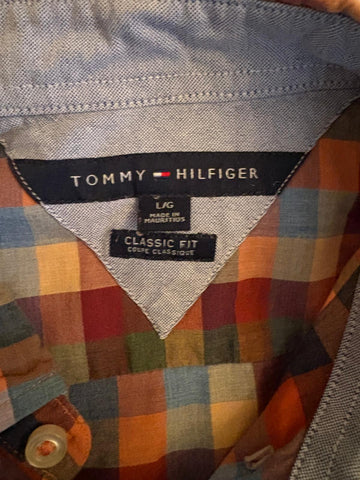 TOMMY HILFIGER
L/G
MADE IN
MAURITIUS
CLASSIC FIT
COUPE CLASSIQUE